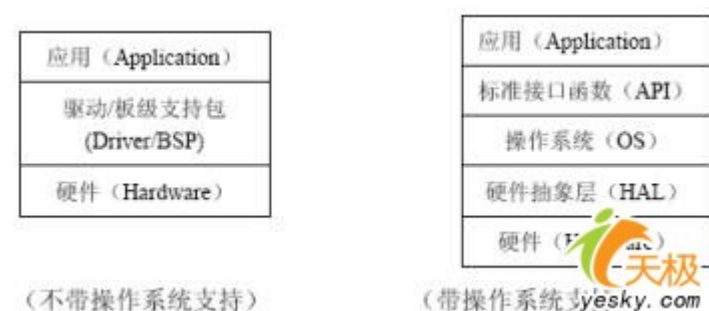 应用（Application）
驱动/板级支持包
(Driver/BSP)
硬件（Hardware）
（不带操作系统支持）
应用（Application）
标准接口函数（API）
操作系统（OS）
硬件抽象层（HAL）
硬件（
（带操作系统支
天极
yesky.com